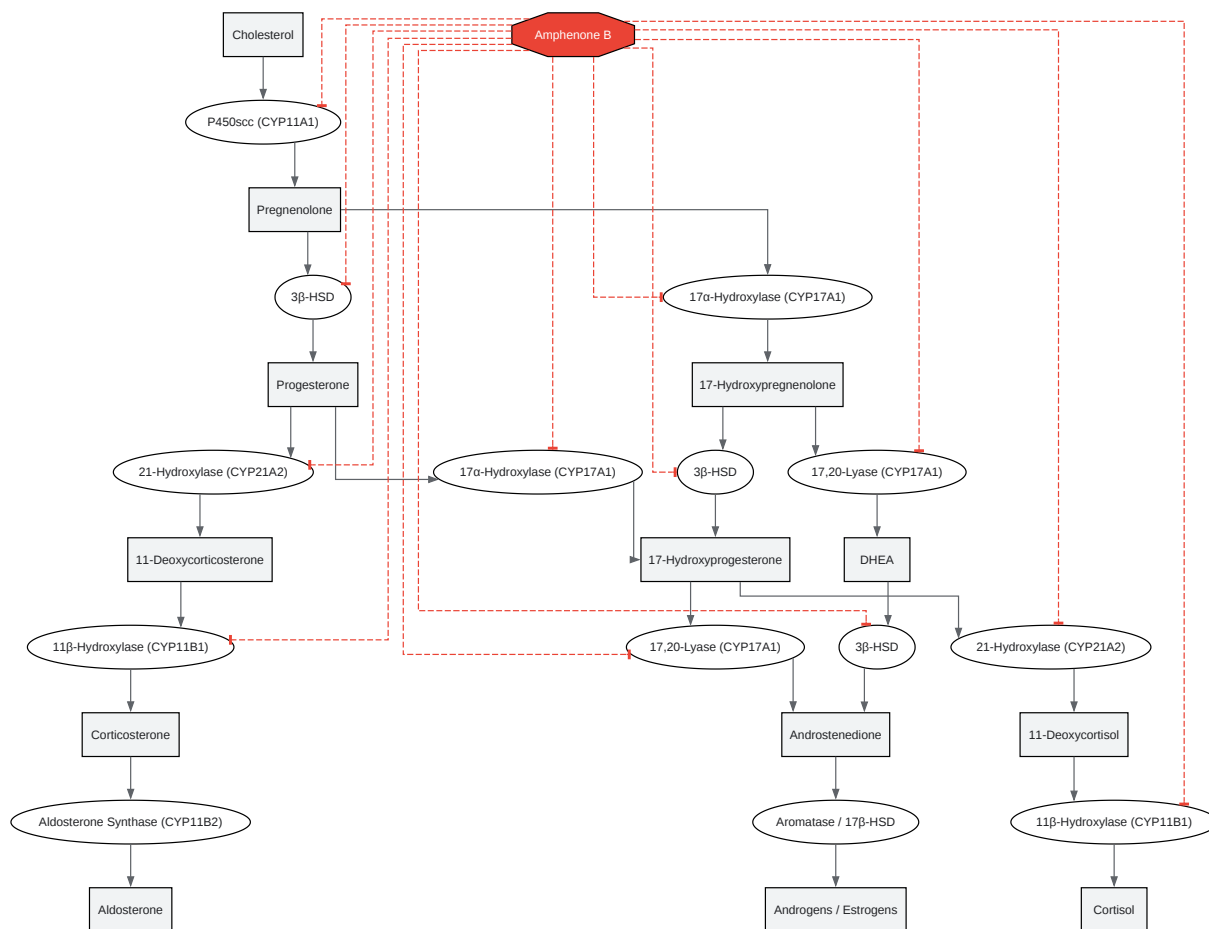 Cholesterol
Amphenone B
P450scc (CYP11A1)
Pregnenolone
3β-HSD
17α-Hydroxylase (CYP17A1)
Progesterone
17-Hydroxypregnenolone
21-Hydroxylase (CYP21A2)
17α-Hydroxylase (CYP17A1)
3β-HSD
17,20-Lyase (CYP17A1)
11-Deoxycorticosterone
17-Hydroxyprogesterone
DHEA
11β-Hydroxylase (CYP11B1)
17,20-Lyase (CYP17A1)
3β-HSD
21-Hydroxylase (CYP21A2)
Corticosterone
Androstenedione
11-Deoxycortisol
Aldosterone Synthase (CYP11B2)
Aromatase / 17β-HSD
11β-Hydroxylase (CYP11B1)
Aldosterone
Androgens / Estrogens
Cortisol